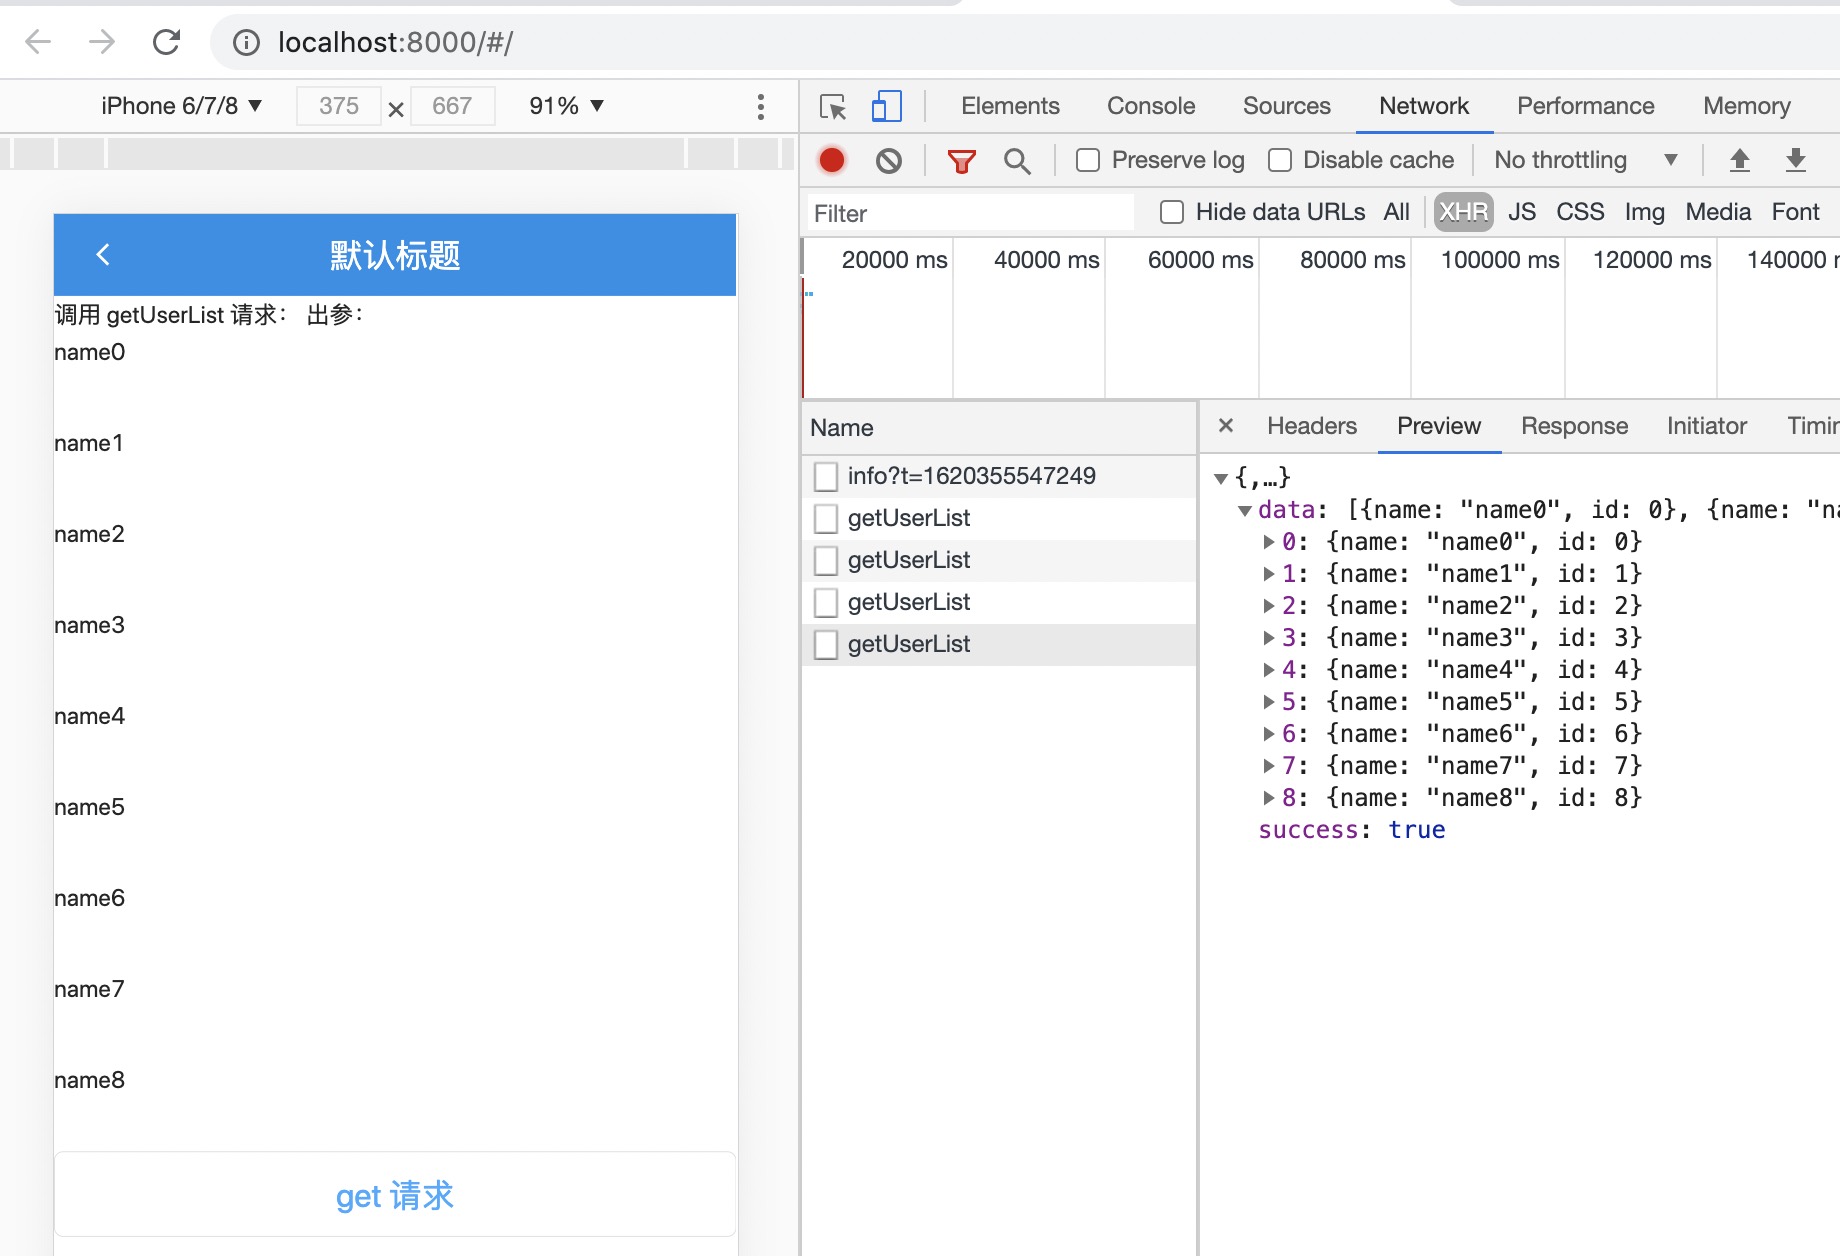 localhost:8000/#/
iPhone 6/7/8 ▼ 375 × 667 91% ▼
Elements Console Sources Network Performance Memory
Preserve log Disable cache No throttling ▼
Filter Hide data URLs All XHR JS CSS Img Media Font
20000 ms 40000 ms 60000 ms 80000 ms 100000 ms 120000 ms 140000
默认标题
调用 getUserList 请求： 出参：
name0
name1
name2
name3
name4
name5
name6
name7
name8
get 请求
Name
info?t=1620355547249
getUserList
getUserList
getUserList
getUserList
× Headers Preview Response Initiator
▼{,…}
▼data: [{name: "name0", id: 0}, {name:
▶0: {name: "name0", id: 0}
▶1: {name: "name1", id: 1}
▶2: {name: "name2", id: 2}
▶3: {name: "name3", id: 3}
▶4: {name: "name4", id: 4}
▶5: {name: "name5", id: 5}
▶6: {name: "name6", id: 6}
▶7: {name: "name7", id: 7}
▶8: {name: "name8", id: 8}
success: true